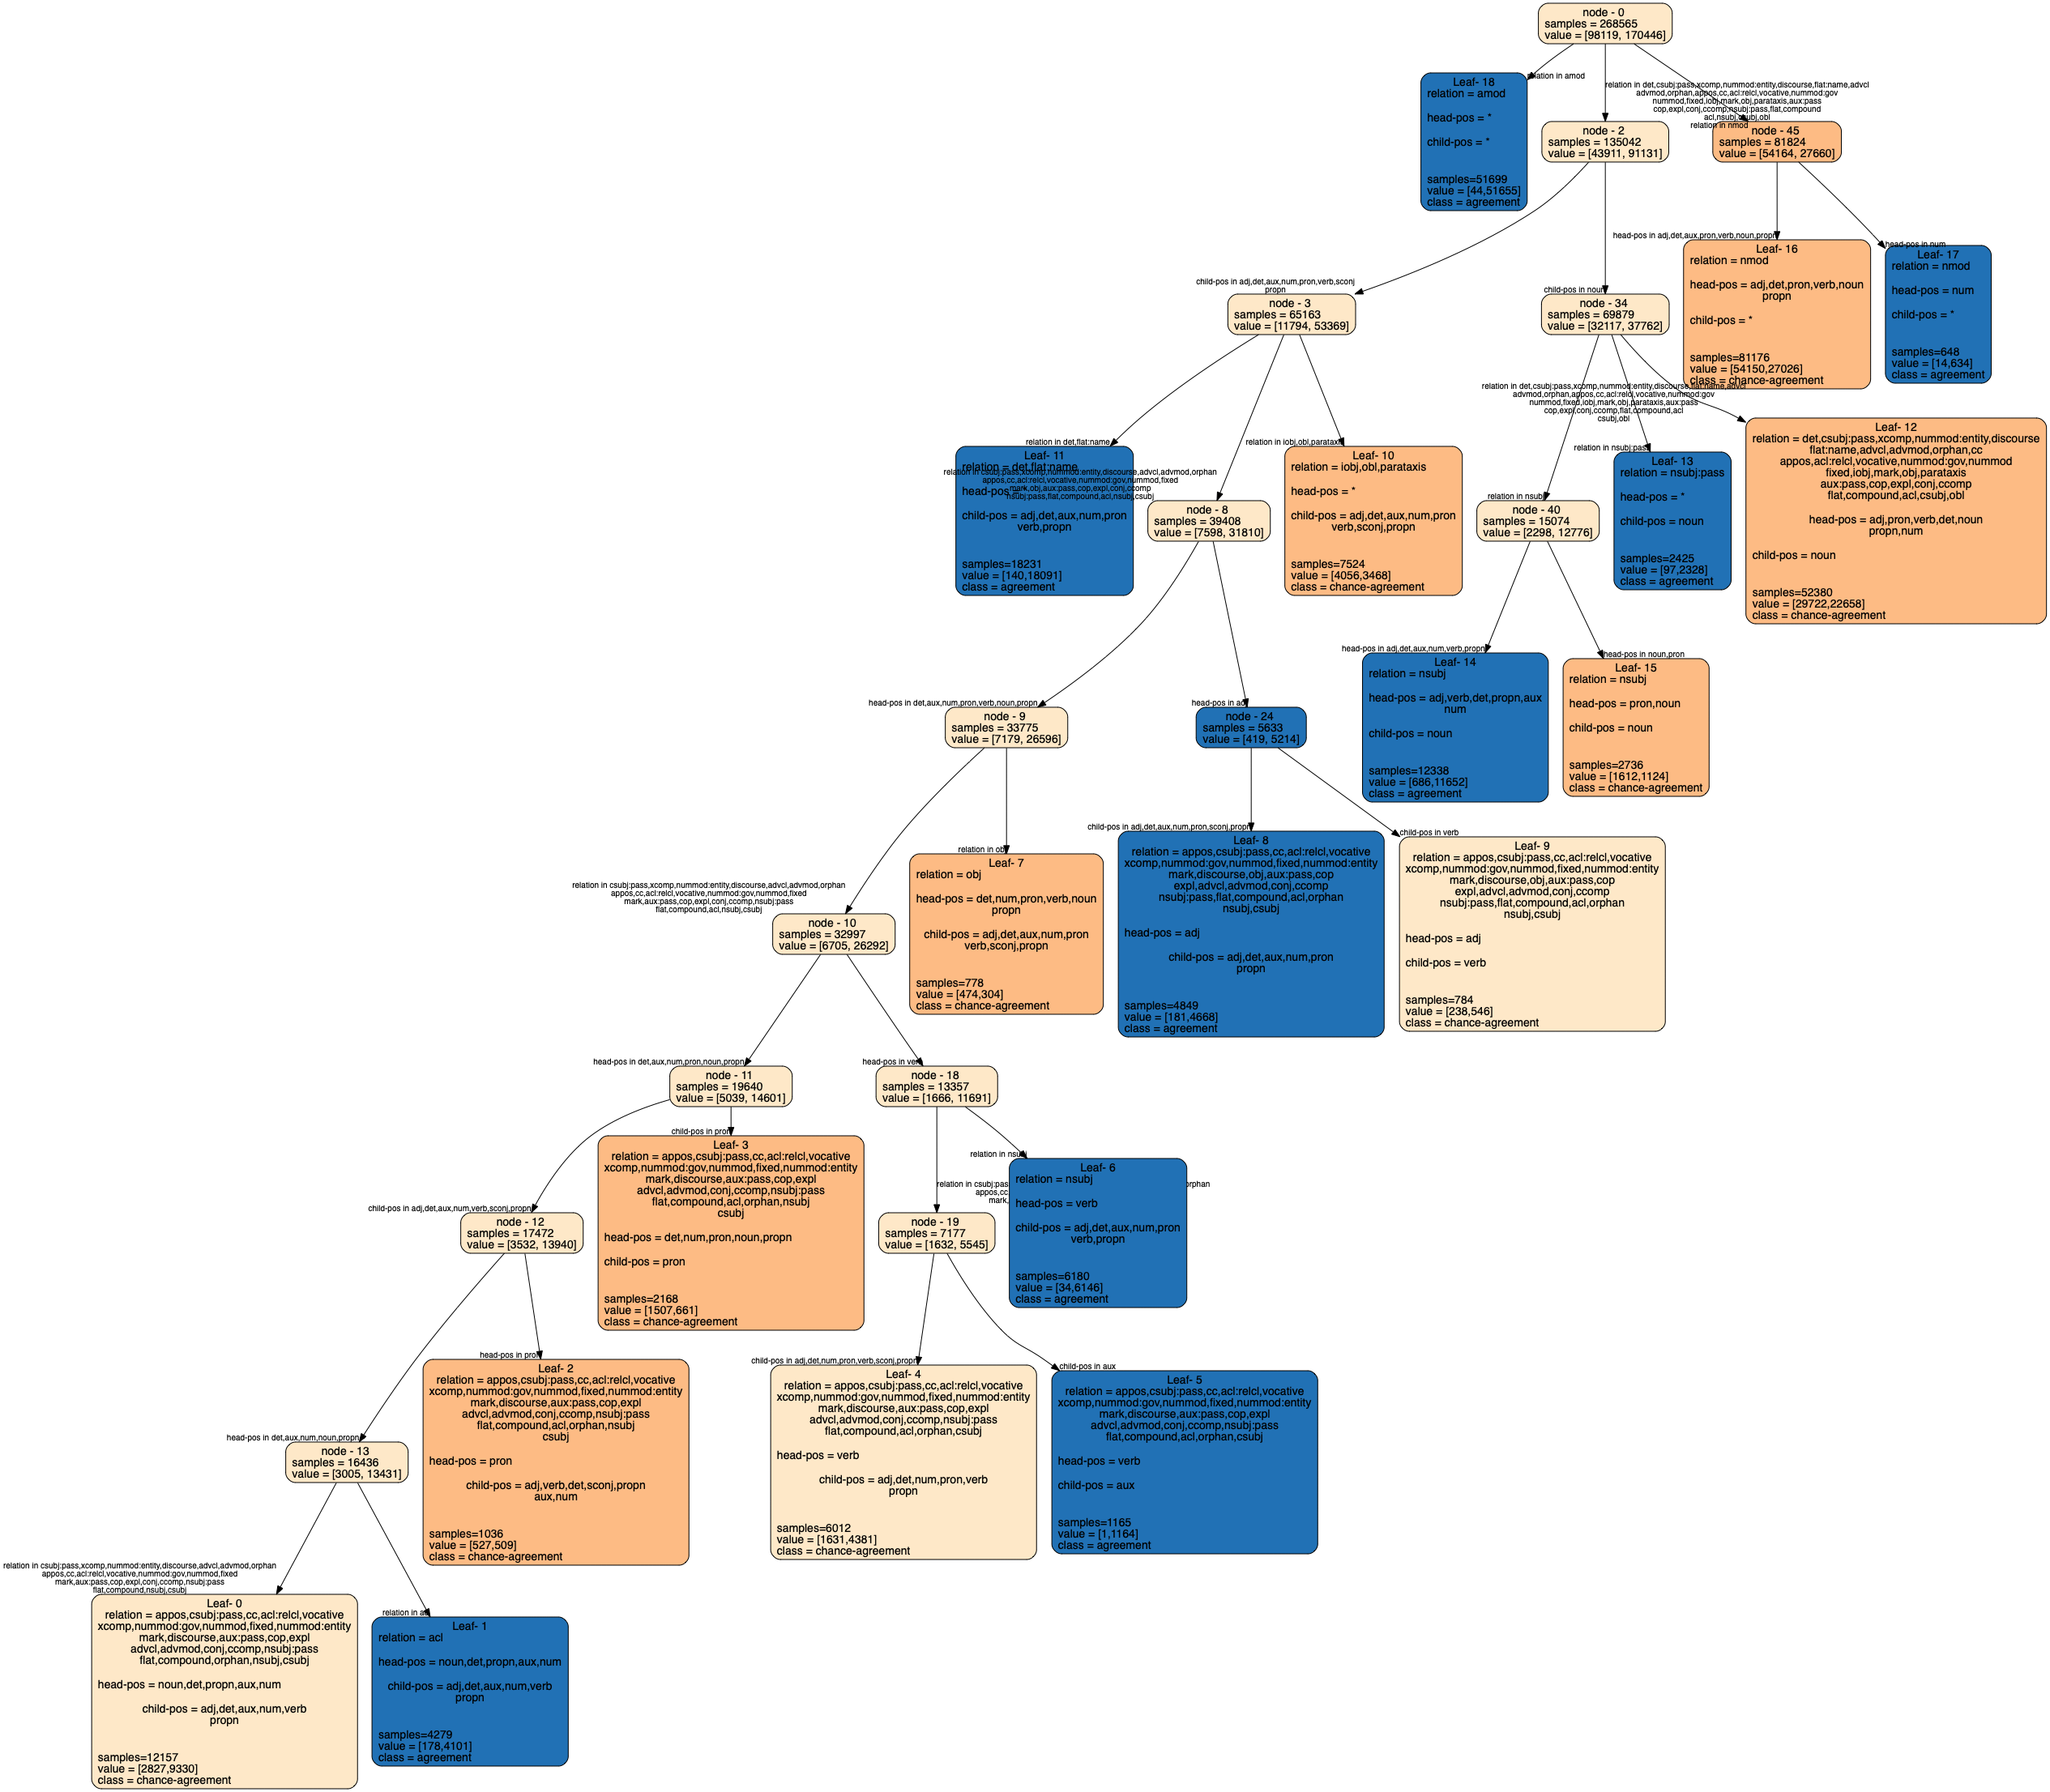 node - 0
samples = 268565
value = [98119, 170446]
relation in amod
Leaf- 18
relation = amod
head-pos = *
child-pos = *
samples=51699
value = [44,51655]
class = agreement
relation in det,csubj:pass,xcomp,nummod:entity,discourse,flat:name,advcl
advmod,orphan,appos,cc,acl:relcl,vocative,nummod:gov
nummod,fixed,iobj,mark,obj,parataxis,aux:pass
cop,expl,conj,ccomp,nsubj:pass,flat,compound
acl,nsubj,csubj,obl
relation in nmod
node - 2
samples = 135042
value = [43911, 91131]
node - 45
samples = 81824
value = [54164, 27660]
head-pos in adj,det,aux,pron,verb,noun,propn
Leaf- 16
relation = nmod
head-pos = adj,det,pron,verb,noun
propn
child-pos = *
samples=81176
value = [54150,27026]
class = chance-agreement
head-pos in num
Leaf- 17
relation = nmod
head-pos = num
child-pos = *
samples=648
value = [14,634]
class = agreement
child-pos in adj,det,aux,num,pron,verb,sconj
propn
node - 3
samples = 65163
value = [11794, 53369]
child-pos in noun
node - 34
samples = 69879
value = [32117, 37762]
relation in det,csubj:pass,xcomp,nummod:entity,discourse,flat:name,advcl
advmod,orphan,appos,cc,acl:relcl,vocative,nummod:gov
nummod,fixed,iobj,mark,obj,parataxis,aux:pass
cop,expl,conj,ccomp,flat,compound,acl
csubj,obl
relation in det,flat:name
Leaf- 11
relation = det,flat:name
head-pos =
child-pos = adj,det,aux,num,pron
verb,propn
samples=18231
value = [140,18091]
class = agreement
relation in csubj:pass,xcomp,nummod:entity,discourse,advcl,advmod,orphan
appos,cc,acl:relcl,vocative,nummod:gov,nummod,fixed
mark,obj,aux:pass,cop,expl,conj,ccomp
nsubj:pass,flat,compound,acl,nsubj,csubj
node - 8
samples = 39408
value = [7598, 31810]
relation in iobj,obl,parataxis
Leaf- 10
relation = iobj,obl,parataxis
head-pos = *
child-pos = adj,det,aux,num,pron
verb,sconj,propn
samples=7524
value = [4056,3468]
class = chance-agreement
relation in nsubj
node - 40
samples = 15074
value = [2298, 12776]
relation in nsubj:pass
Leaf- 13
relation = nsubj:pass
head-pos = *
child-pos = noun
samples=2425
value = [97,2328]
class = agreement
Leaf- 12
relation = det,csubj:pass,xcomp,nummod:entity,discourse
flat:name,advcl,advmod,orphan,cc
appos,acl:relcl,vocative,nummod:gov,nummod
fixed,iobj,mark,obj,parataxis
aux:pass,cop,expl,conj,ccomp
flat,compound,acl,csubj,obl
head-pos = adj,pron,verb,det,noun
propn,num
child-pos = noun
samples=52380
value = [29722,22658]
class = chance-agreement
head-pos in adj,det,aux,num,verb,propn
Leaf- 14
relation = nsubj
head-pos = adj,verb,det,propn,aux
num
child-pos = noun
samples=12338
value = [686,11652]
class = agreement
head-pos in noun,pron
Leaf- 15
relation = nsubj
head-pos = pron,noun
child-pos = noun
samples=2736
value = [1612,1124]
class = chance-agreement
head-pos in det,aux,num,pron,verb,noun,propn
node - 9
samples = 33775
value = [7179, 26596]
head-pos in adj
node - 24
samples = 5633
value = [419, 5214]
child-pos in adj,det,aux,num,pron,sconj,propn
Leaf- 8
relation = appos,csubj:pass,cc,acl:relcl,vocative
xcomp,nummod:gov,nummod,fixed,nummod:entity
mark,discourse,obj,aux:pass,cop
expl,advcl,advmod,conj,ccomp
nsubj:pass,flat,compound,acl,orphan
nsubj,csubj
head-pos = adj
child-pos = adj,det,aux,num,pron
propn
samples=4849
value = [181,4668]
class = agreement
child-pos in verb
Leaf- 9
relation = appos,csubj:pass,cc,acl:relcl,vocative
xcomp,nummod:gov,nummod,fixed,nummod:entity
mark,discourse,obj,aux:pass,cop
expl,advcl,advmod,conj,ccomp
nsubj:pass,flat,compound,acl,orphan
nsubj,csubj
head-pos = adj
child-pos = verb
samples=784
value = [238,546]
class = chance-agreement
relation in obj
Leaf- 7
relation = obj
head-pos = det,num,pron,verb,noun
propn
child-pos = adj,det,aux,num,pron
verb,sconj,propn
samples=778
value = [474,304]
class = chance-agreement
relation in csubj:pass,xcomp,nummod:entity,discourse,advcl,advmod,orphan
appos,cc,acl:relcl,vocative,nummod:gov,nummod,fixed
mark,aux:pass,cop,expl,conj,ccomp,nsubj:pass
flat,compound,acl,nsubj,csubj
node - 10
samples = 32997
value = [6705, 26292]
head-pos in det,aux,num,pron,noun,propn
node - 11
samples = 19640
value = [5039, 14601]
head-pos in verb
node - 18
samples = 13357
value = [1666, 11691]
child-pos in pron
Leaf- 3
relation = appos,csubj:pass,cc,acl:relcl,vocative
xcomp,nummod:gov,nummod,fixed,nummod:entity
mark,discourse,aux:pass,cop,expl
advcl,advmod,conj,ccomp,nsubj:pass
flat,compound,acl,orphan,nsubj
csubj
head-pos = det,num,pron,noun,propn
child-pos = pron
samples=2168
value = [1507,661]
class = chance-agreement
relation in nsubj
Leaf- 6
relation = nsubj
head-pos = verb
child-pos = adj,det,aux,num,pron
verb,propn
samples=6180
value = [34,6146]
class = agreement
relation in csubj:pas
orphan
appos,cc,
mark,
node - 19
samples = 7177
value = [1632, 5545]
child-pos in adj,det,aux,num,verb,sconj,propn
node - 12
samples = 17472
value = [3532, 13940]
head-pos in pron
Leaf- 2
relation = appos,csubj:pass,cc,acl:relcl,vocative
xcomp,nummod:gov,nummod,fixed,nummod:entity
mark,discourse,aux:pass,cop,expl
advcl,advmod,conj,ccomp,nsubj:pass
flat,compound,acl,orphan,nsubj
csubj
head-pos = pron
child-pos = adj,verb,det,sconj,propn
aux,num
samples=1036
value = [527,509]
class = chance-agreement
child-pos in adj,det,num,pron,verb,sconj,propn
Leaf- 4
relation = appos,csubj:pass,cc,acl:relcl,vocative
xcomp,nummod:gov,nummod,fixed,nummod:entity
mark,discourse,aux:pass,cop,expl
advcl,advmod,conj,ccomp,nsubj:pass
flat,compound,acl,orphan,csubj
head-pos = verb
child-pos = adj,det,num,pron,verb
propn
samples=6012
value = [1631,4381]
class = chance-agreement
child-pos in aux
Leaf- 5
relation = appos,csubj:pass,cc,acl:relcl,vocative
xcomp,nummod:gov,nummod,fixed,nummod:entity
mark,discourse,aux:pass,cop,expl
advcl,advmod,conj,ccomp,nsubj:pass
flat,compound,acl,orphan,csubj
head-pos = verb
child-pos = aux
samples=1165
value = [1,1164]
class = agreement
head-pos in det,aux,num,noun,propn
node - 13
samples = 16436
value = [3005, 13431]
relation in csubj:pass,xcomp,nummod:entity,discourse,advcl,advmod,orphan
appos,cc,acl:relcl,vocative,nummod:gov,nummod,fixed
mark,aux:pass,cop,expl,conj,ccomp,nsubj:pass
flat,compound,nsubj,csubj
Leaf- 0
relation = appos,csubj:pass,cc,acl:relcl,vocative
xcomp,nummod:gov,nummod,fixed,nummod:entity
mark,discourse,aux:pass,cop,expl
advcl,advmod,conj,ccomp,nsubj:pass
flat,compound,orphan,nsubj,csubj
head-pos = noun,det,propn,aux,num
child-pos = adj,det,aux,num,verb
propn
samples=12157
value = [2827,9330]
class = chance-agreement
relation in acl
Leaf- 1
relation = acl
head-pos = noun,det,propn,aux,num
child-pos = adj,det,aux,num,verb
propn
samples=4279
value = [178,4101]
class = agreement